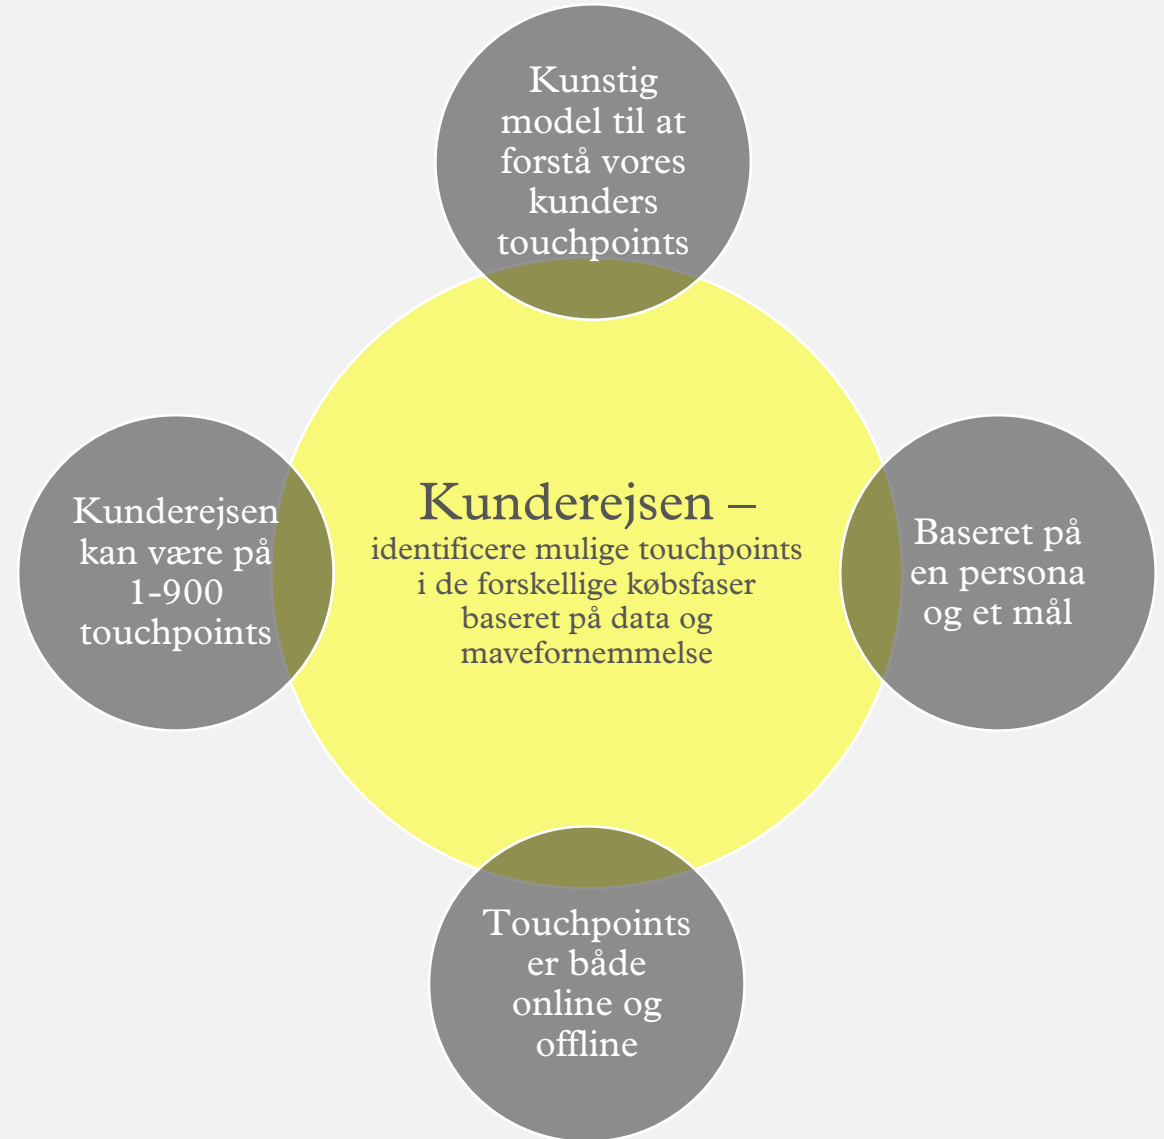 Kunstig
model til at
forstå vores
kunders
touchpoints
Kunderejsen
kan være på
1-900
touchpoints
Kunderejsen –
identificere mulige touchpoints
i de forskellige købsfaser
baseret på data og
mavefornemmelse
Baseret på
en persona
og et mål
Touchpoints
er både
online og
offline